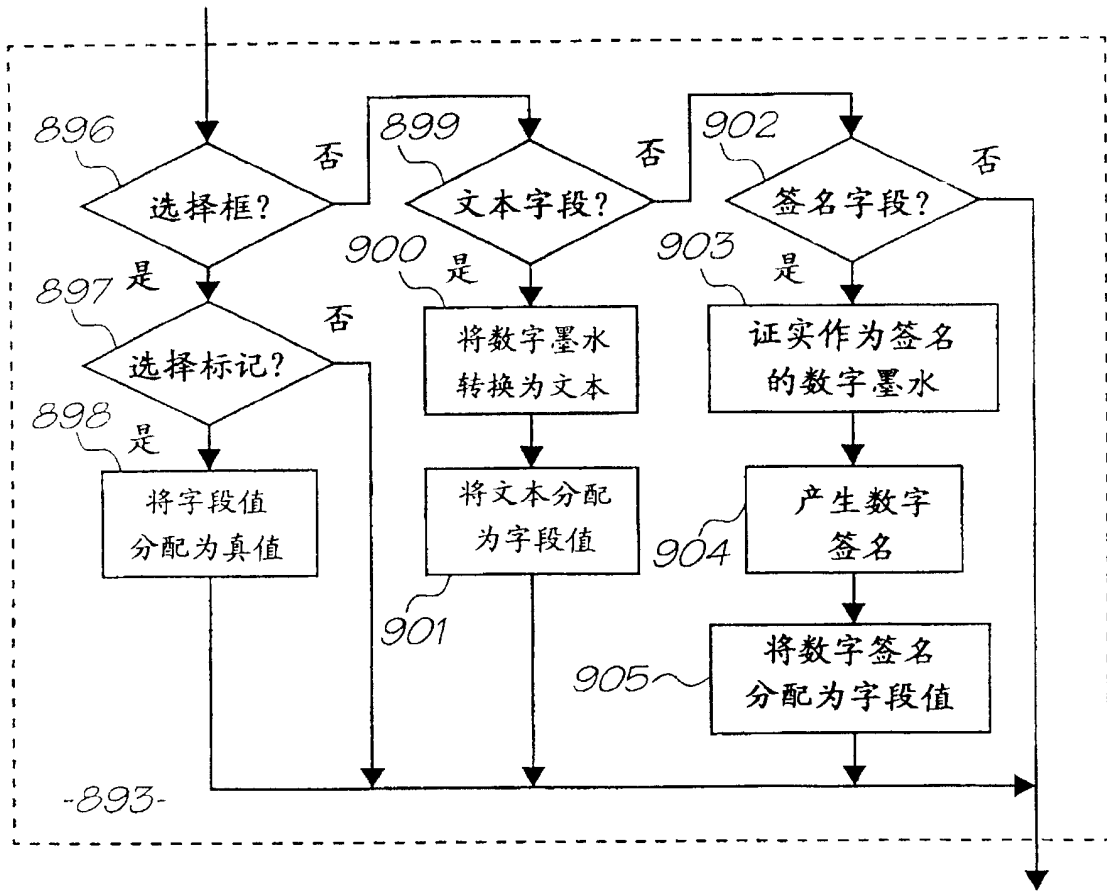 896
否
选择框?
是
897
否
选择标记?
898
是
将字段值
分配为真值
899
否
文本字段?
900
是
将数字墨水
转换为文本
将文本分配
为字段值
901
902
否
签名字段?
903
是
证实作为签名
的数字墨水
产生数字
签名
904
将数字签名
分配为字段值
905
-893-